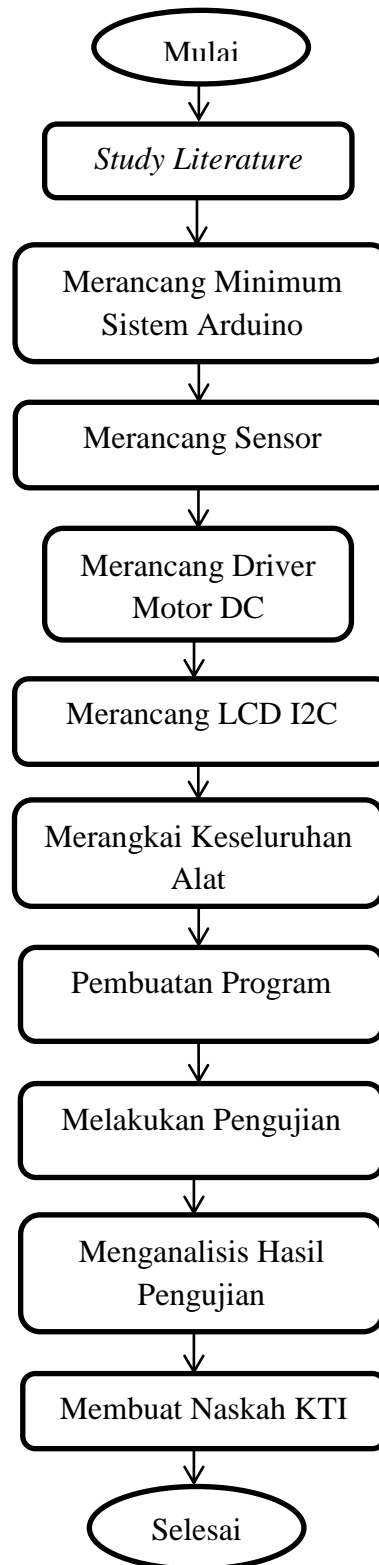 Mulai
Study Literature
Merancang Minimum
Sistem Arduino
Merancang Sensor
Merancang Driver
Motor DC
Merancang LCD I2C
Merangkai Keseluruhan
Alat
Pembuatan Program
Melakukan Pengujian
Menganalisis Hasil
Pengujian
Membuat Naskah KTI
Selesai